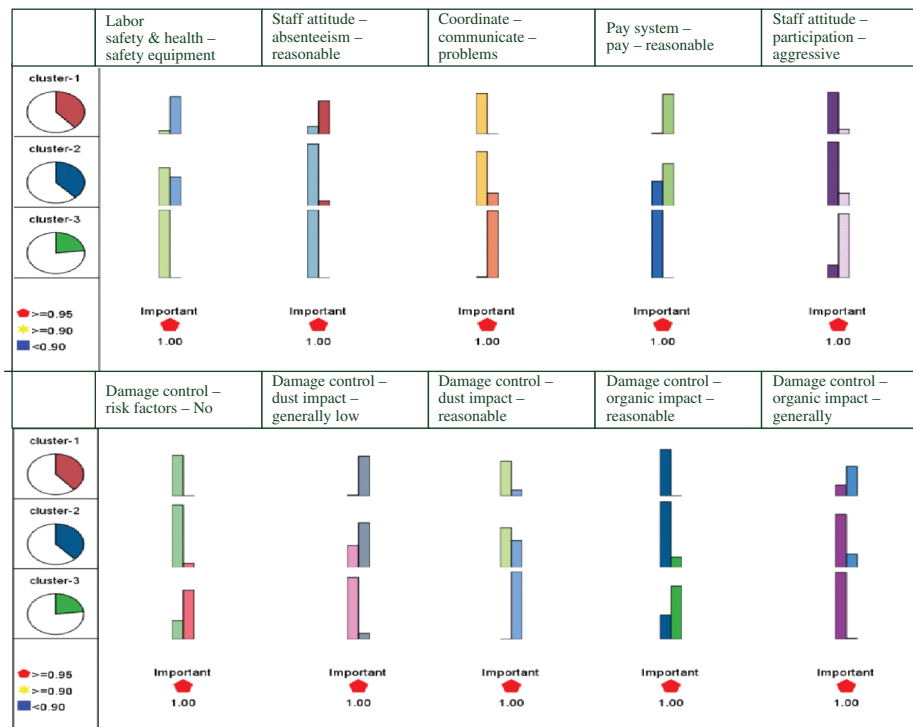 Labor
safety & health –
safety equipment
Staff attitude –
absenteeism –
reasonable
Coordinate –
communicate –
problems
Pay system –
pay – reasonable
Staff attitude –
participation –
aggressive
cluster-1
cluster-2
cluster-3
>=0.95
>=0.90
<0.90
Important
1.00
Important
1.00
Important
1.00
Important
1.00
Important
1.00
Damage control –
risk factors – No
Damage control –
dust impact –
generally low
Damage control –
dust impact –
reasonable
Damage control –
organic impact –
reasonable
Damage control –
organic impact –
generally
cluster-1
cluster-2
cluster-3
>=0.95
>=0.90
<0.90
Important
1.00
Important
1.00
Important
1.00
Important
1.00
Important
1.00